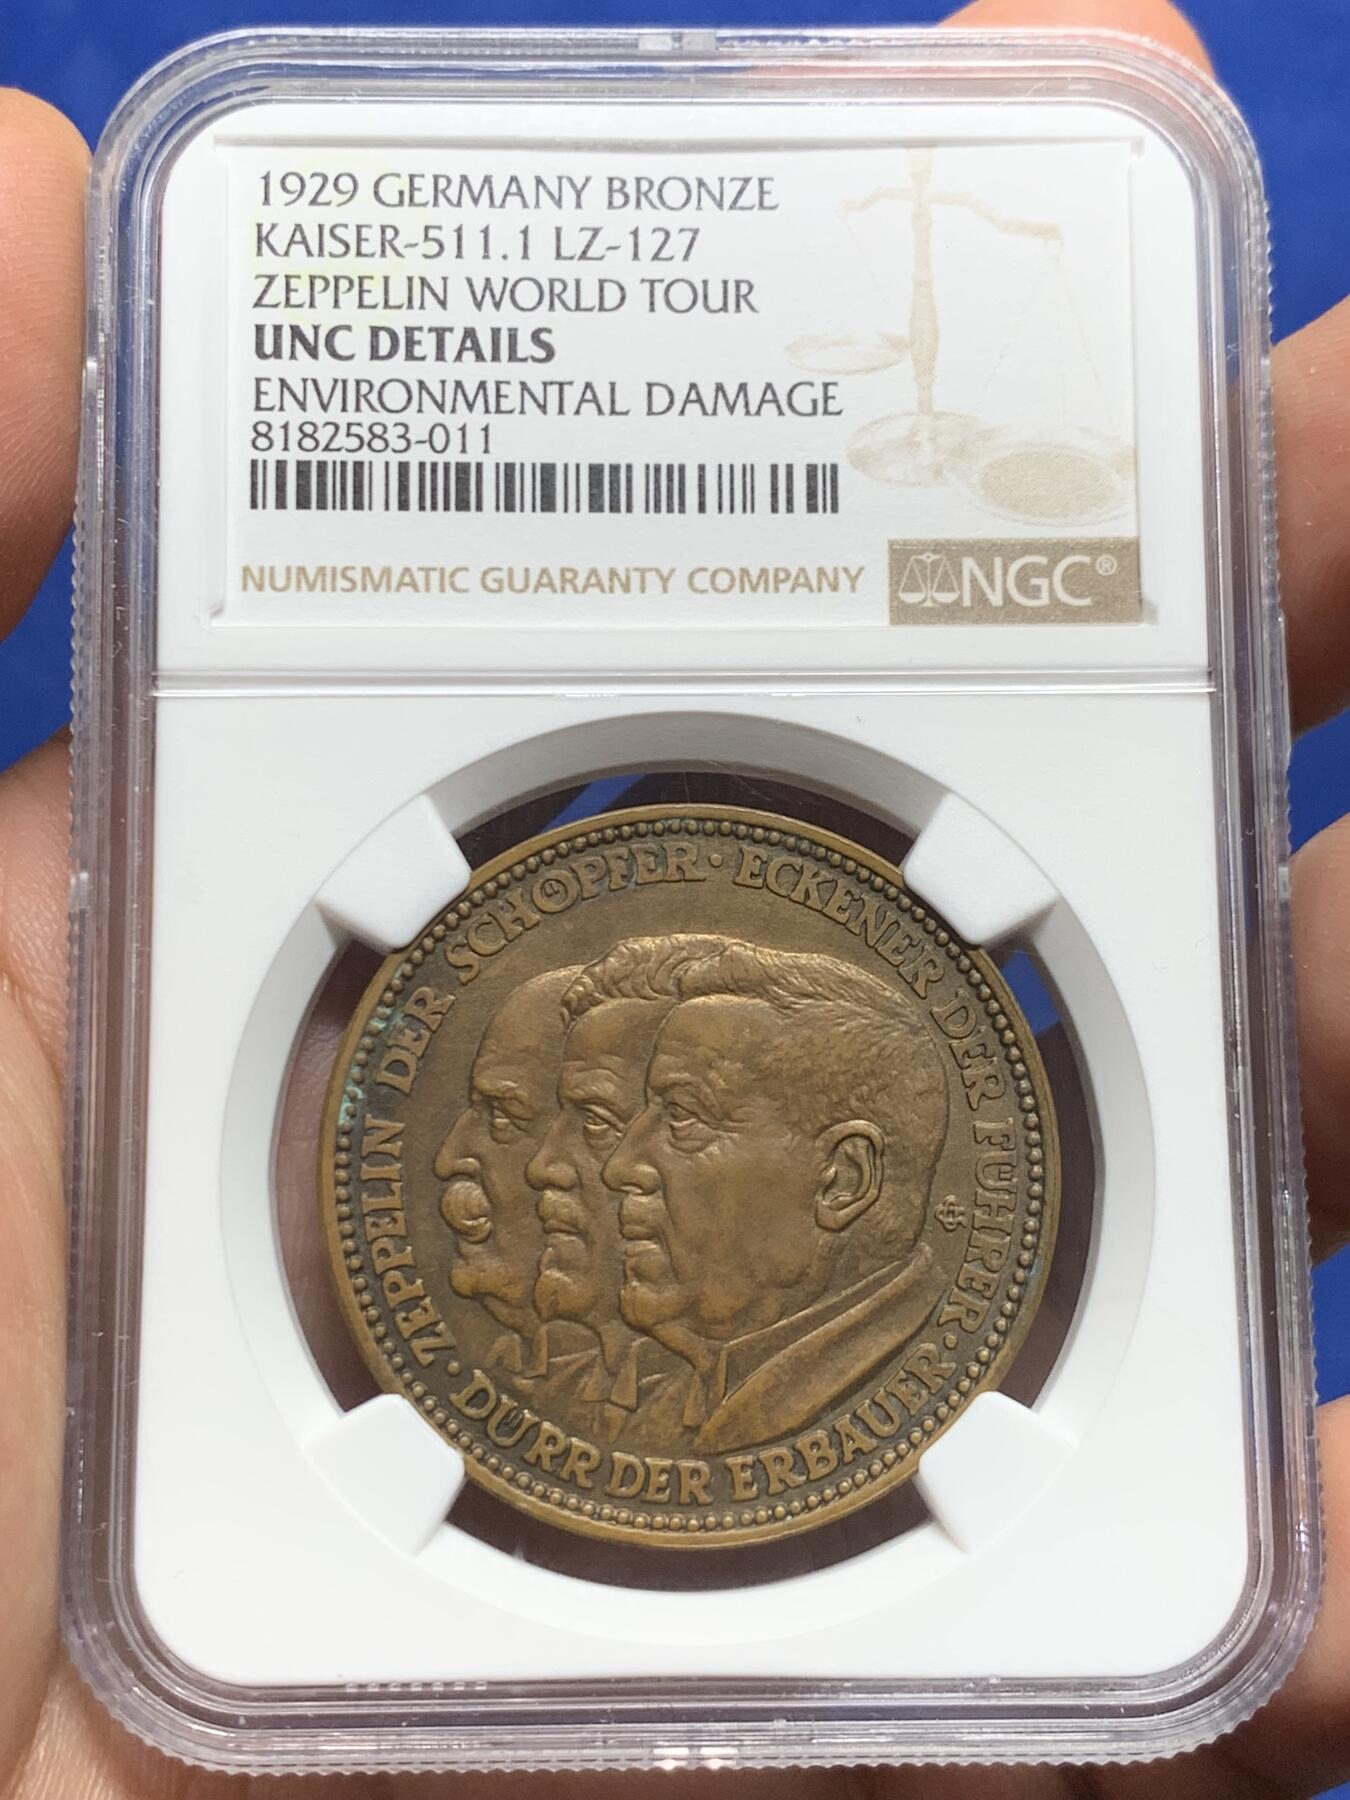 1929 GERMANY BRONZE
KAISER-511.1 LZ-127
ZEPPELIN WORLD TOUR
UNC DETAILS
ENVIRONMENTAL DAMAGE
8182583-011
NUMISMATIC GUARANTY COMPANY
NGC®
ZEPPELIN DER SCHÖPFER · ECKENER DER FÜHRER ·
DÜRR DER ERBAUER ·